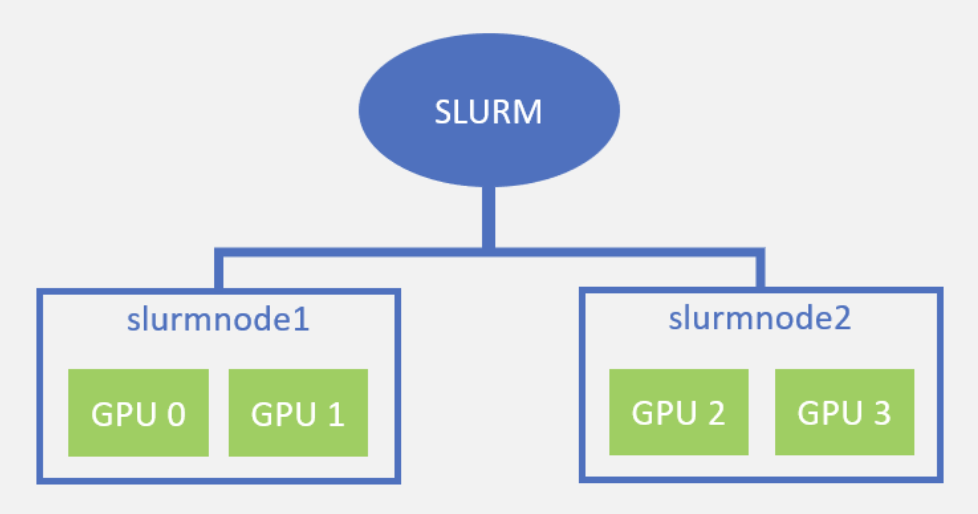 SLURM
slurmnode1
GPU 0
GPU 1
slurmnode2
GPU 2
GPU 3